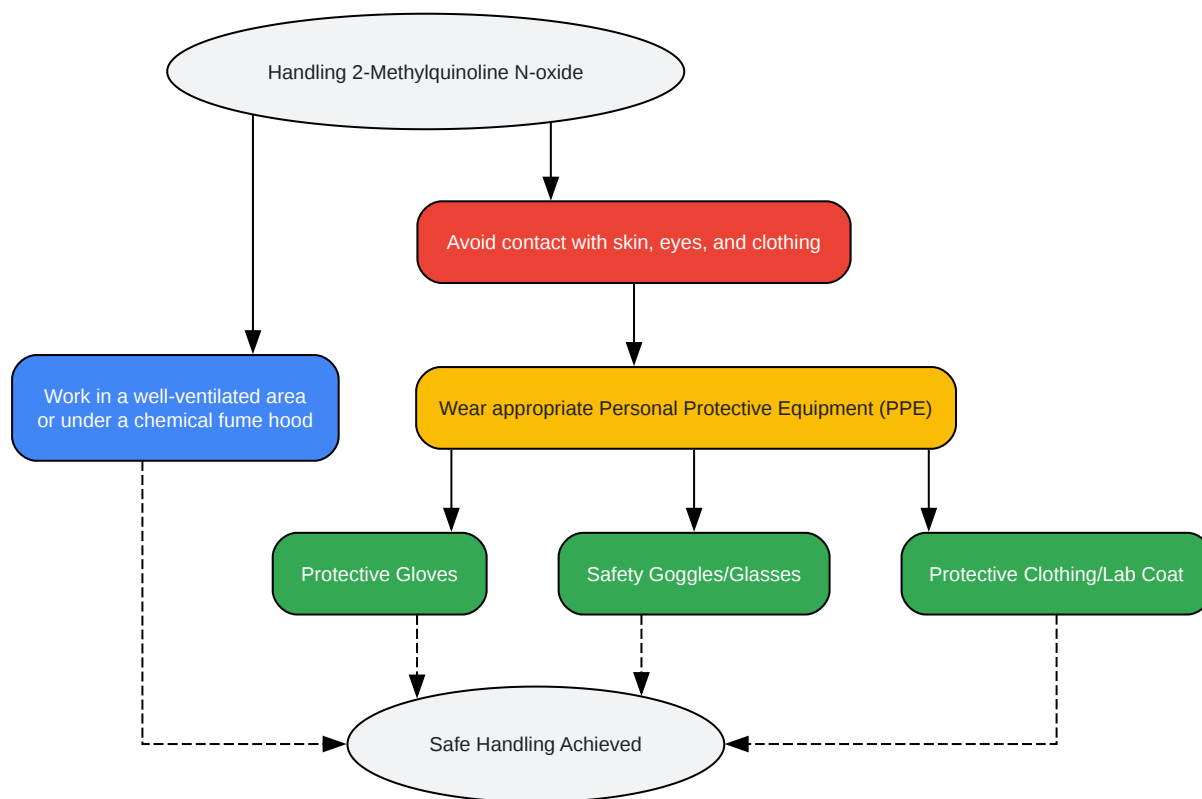 Handling 2-Methylquinoline N-oxide
Avoid contact with skin, eyes, and clothing
Work in a well-ventilated area
or under a chemical fume hood
Wear appropriate Personal Protective Equipment (PPE)
Protective Gloves
Safety Goggles/Glasses
Protective Clothing/Lab Coat
Safe Handling Achieved